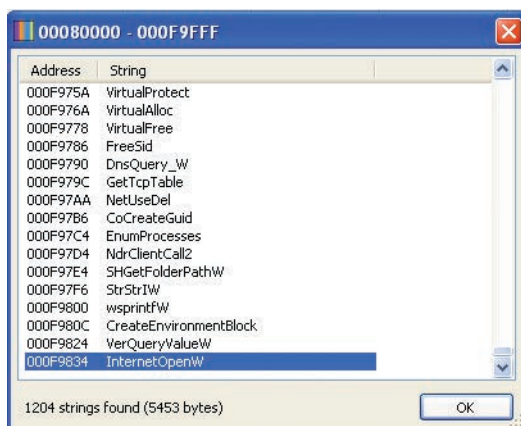 00080000 - 000F9FFF
Address String
000F975A VirtualProtect
000F976A VirtualAlloc
000F9778 VirtualFree
000F9786 FreeSid
000F9790 DnsQuery_W
000F979C GetTcpTable
000F97AA NetUseDel
000F97B6 CoCreateGuid
000F97C4 EnumProcesses
000F97D4 NdrClientCall2
000F97E4 SHGetFolderPathW
000F97F6 StrStrIW
000F9800 wsprintfW
000F980C CreateEnvironmentBlock
000F9824 VerQueryValueW
000F9834 InternetOpenW
1204 strings found (5453 bytes)
OK